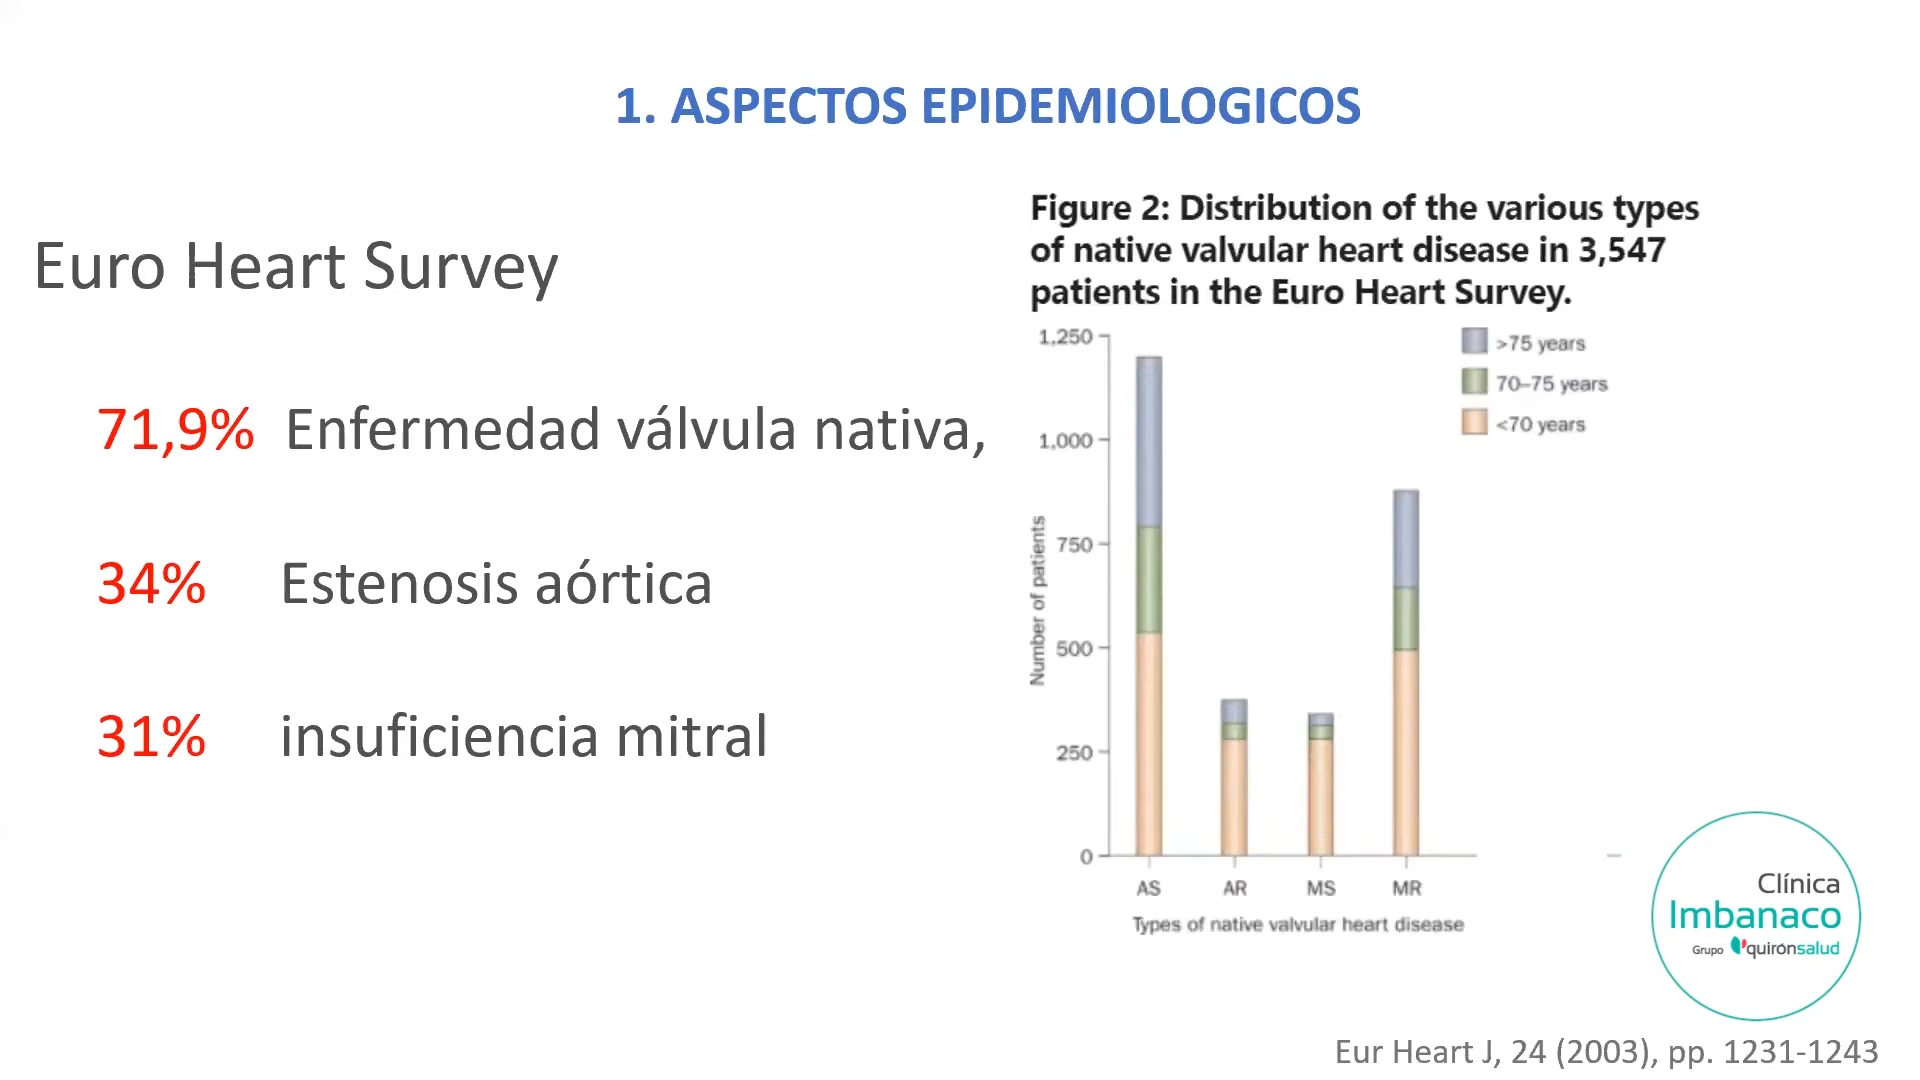 1. ASPECTOS EPIDEMIOLOGICOS
Euro Heart Survey
71,9% Enfermedad válvula nativa,
34% Estenosis aórtica
31% insuficiencia mitral
Figure 2: Distribution of the various types
of native valvular heart disease in 3,547
patients in the Euro Heart Survey.
>75 years
70–75 years
<70 years
Number of patients
1,250
1,000
750
500
250
0
AS AR MS MR
Types of native valvular heart disease
Clínica
Imbanaco
Grupo quirónsalud
Eur Heart J, 24 (2003), pp. 1231-1243